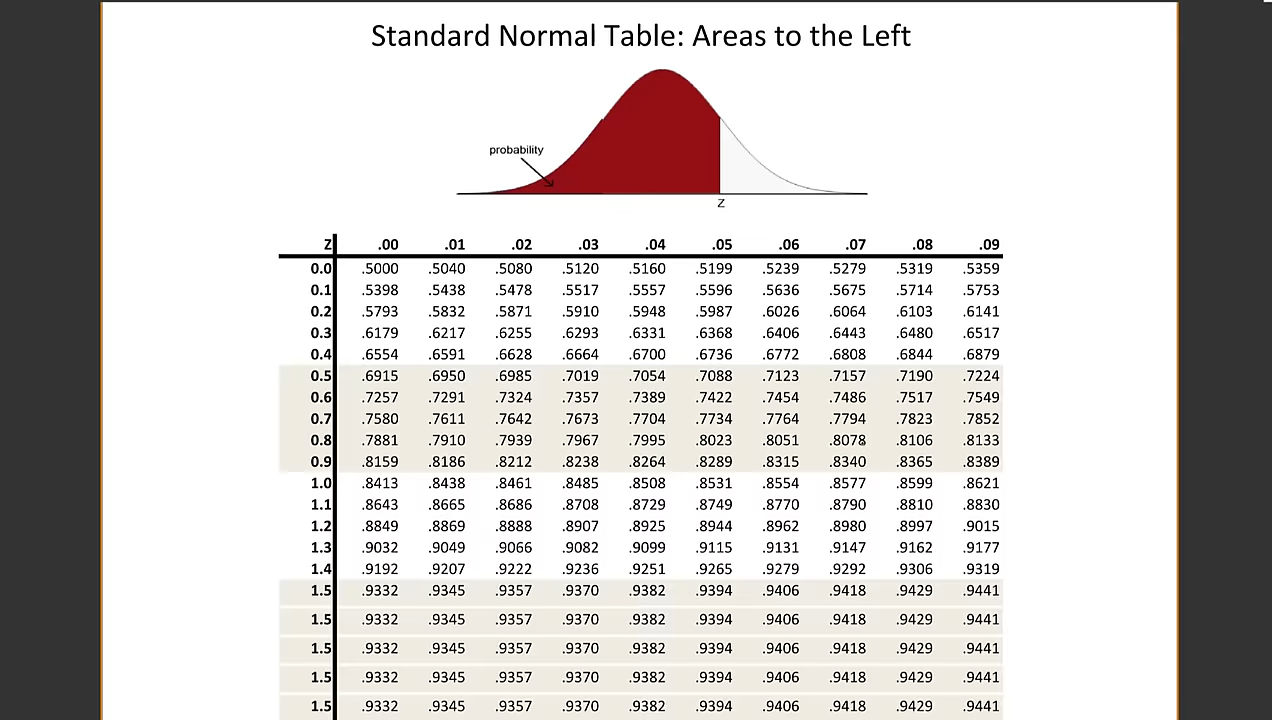 Standard Normal Table: Areas to the Left
probability
Z
Z .00 .01 .02 .03 .04 .05 .06 .07 .08 .09
0.0 .5000 .5040 .5080 .5120 .5160 .5199 .5239 .5279 .5319 .5359
0.1 .5398 .5438 .5478 .5517 .5557 .5596 .5636 .5675 .5714 .5753
0.2 .5793 .5832 .5871 .5910 .5948 .5987 .6026 .6064 .6103 .6141
0.3 .6179 .6217 .6255 .6293 .6331 .6368 .6406 .6443 .6480 .6517
0.4 .6554 .6591 .6628 .6664 .6700 .6736 .6772 .6808 .6844 .6879
0.5 .6915 .6950 .6985 .7019 .7054 .7088 .7123 .7157 .7190 .7224
0.6 .7257 .7291 .7324 .7357 .7389 .7422 .7454 .7486 .7517 .7549
0.7 .7580 .7611 .7642 .7673 .7704 .7734 .7764 .7794 .7823 .7852
0.8 .7881 .7910 .7939 .7967 .7995 .8023 .8051 .8078 .8106 .8133
0.9 .8159 .8186 .8212 .8238 .8264 .8289 .8315 .8340 .8365 .8389
1.0 .8413 .8438 .8461 .8485 .8508 .8531 .8554 .8577 .8599 .8621
1.1 .8643 .8665 .8686 .8708 .8729 .8749 .8770 .8790 .8810 .8830
1.2 .8849 .8869 .8888 .8907 .8925 .8944 .8962 .8980 .8997 .9015
1.3 .9032 .9049 .9066 .9082 .9099 .9115 .9131 .9147 .9162 .9177
1.4 .9192 .9207 .9222 .9236 .9251 .9265 .9279 .9292 .9306 .9319
1.5 .9332 .9345 .9357 .9370 .9382 .9394 .9406 .9418 .9429 .9441
1.5 .9332 .9345 .9357 .9370 .9382 .9394 .9406 .9418 .9429 .9441
1.5 .9332 .9345 .9357 .9370 .9382 .9394 .9406 .9418 .9429 .9441
1.5 .9332 .9345 .9357 .9370 .9382 .9394 .9406 .9418 .9429 .9441
1.5 .9332 .9345 .9357 .9370 .9382 .9394 .9406 .9418 .9429 .9441